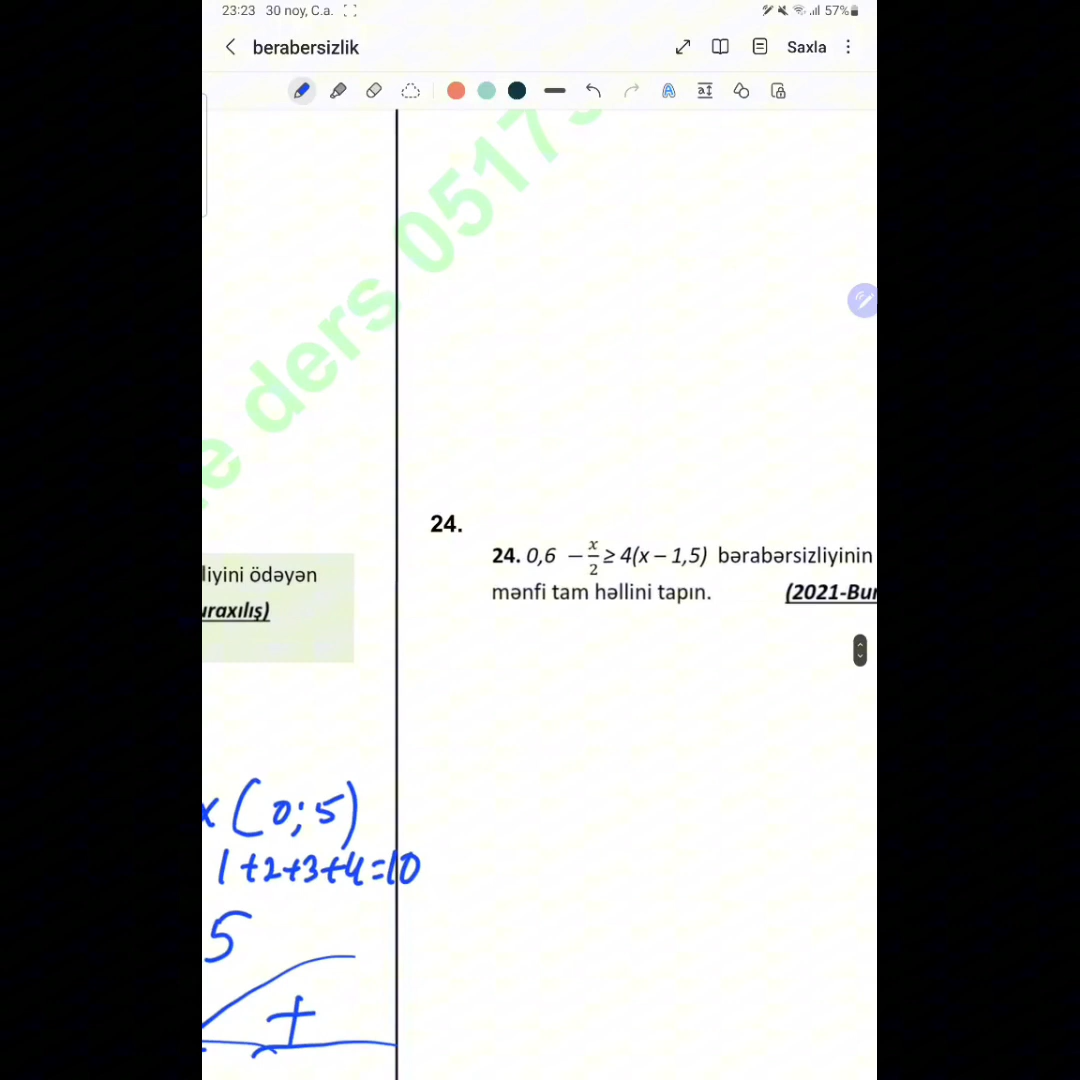 23:23 30 noy, C.a. 57%
berabersizlik Saxla
e ders 05173
liyini ödəyən
uraxılış)
24.
24. 0,6 − x/2 ≥ 4(x − 1,5) bərabərsizliyinin
mənfi tam həllini tapın. (2021-Bur
x (0;5)
1+2+3+4=10
5
+